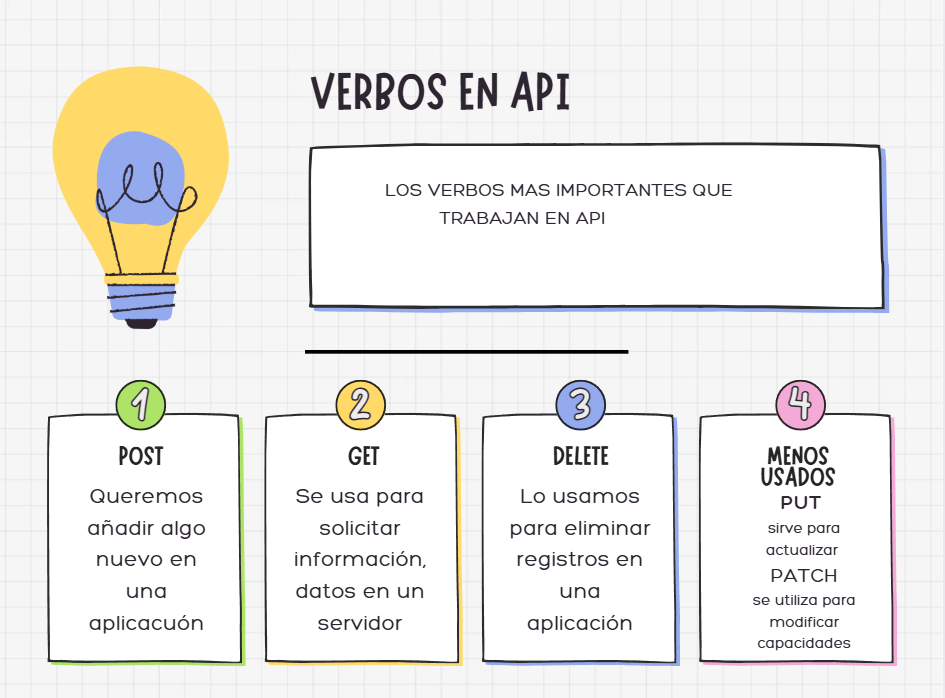 VERBOS EN API
LOS VERBOS MAS IMPORTANTES QUE
TRABAJAN EN API
1
POST
Queremos
añadir algo
nuevo en
una
aplicacuón
2
GET
Se usa para
solicitar
información,
datos en un
servidor
3
DELETE
Lo usamos
para eliminar
registros en
una
aplicación
4
MENOS
USADOS
PUT
sirve para
actualizar
PATCH
se utiliza para
modificar
capacidades